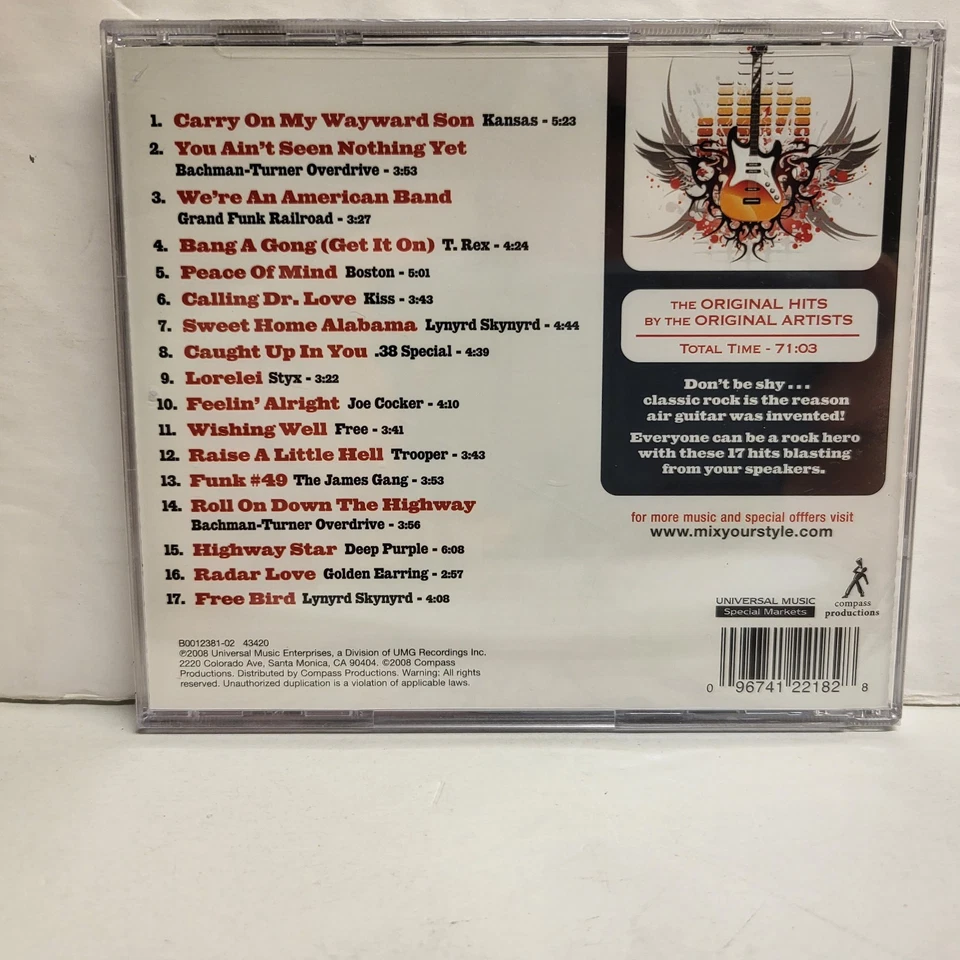 1. Carry On My Wayward Son Kansas - 5:23
2. You Ain't Seen Nothing Yet
Bachman-Turner Overdrive - 3:53
3. We're An American Band
Grand Funk Railroad - 3:27
4. Bang A Gong (Get It On) T. Rex - 4:24
5. Peace Of Mind Boston - 5:01
6. Calling Dr. Love Kiss - 3:43
7. Sweet Home Alabama Lynyrd Skynyrd - 4:44
8. Caught Up In You .38 Special - 4:39
9. Lorelei Styx - 3:22
10. Feelin' Alright Joe Cocker - 4:10
11. Wishing Well Free - 3:41
12. Raise A Little Hell Trooper - 3:43
13. Funk #49 The James Gang - 3:53
14. Roll On Down The Highway
Bachman-Turner Overdrive - 3:56
15. Highway Star Deep Purple - 6:08
16. Radar Love Golden Earring - 2:57
17. Free Bird Lynyrd Skynyrd - 4:08
THE ORIGINAL HITS
BY THE ORIGINAL ARTISTS
TOTAL TIME - 71:03
Don't be shy . . .
classic rock is the reason
air guitar was invented!
Everyone can be a rock hero
with these 17 hits blasting
from your speakers.
for more music and special offfers visit
www.mixyourstyle.com
UNIVERSAL MUSIC
Special Markets
compass
productions
B0012381-02 43420
℗2008 Universal Music Enterprises, a Division of UMG Recordings Inc.
2220 Colorado Ave, Santa Monica, CA 90404. ©2008 Compass
Productions. Distributed by Compass Productions. Warning: All rights
reserved. Unauthorized duplication is a violation of applicable laws.
0 96741 22182 8